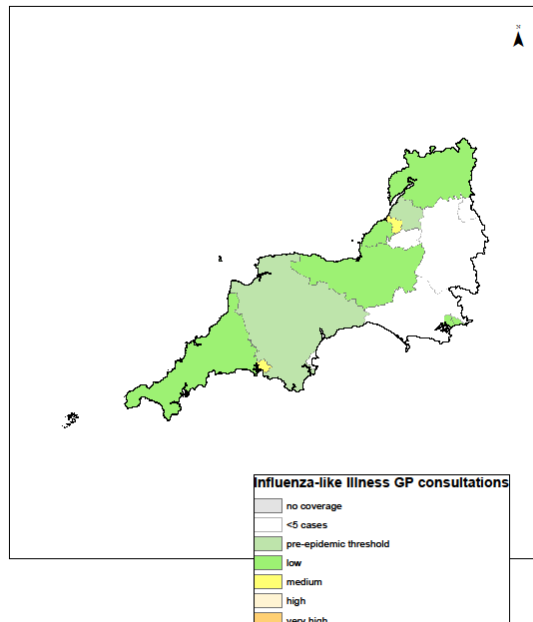 N
Influenza-like Illness GP consultations
no coverage
<5 cases
pre-epidemic threshold
low
medium
high
very high